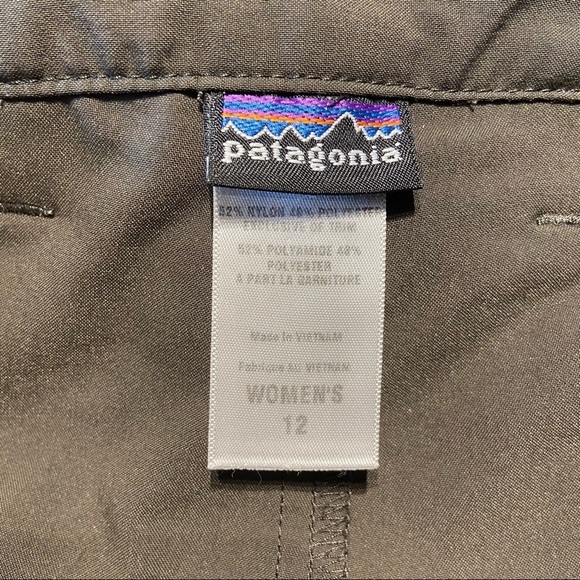 patagonia
52% NYLON 48% POLYESTER
EXCLUSIVE OF TRIM
52% POLYAMIDE 48%
POLYESTER
À PART LA GARNITURE
Made in VIETNAM
Fabriqué AU VIETNAM
WOMEN'S
12